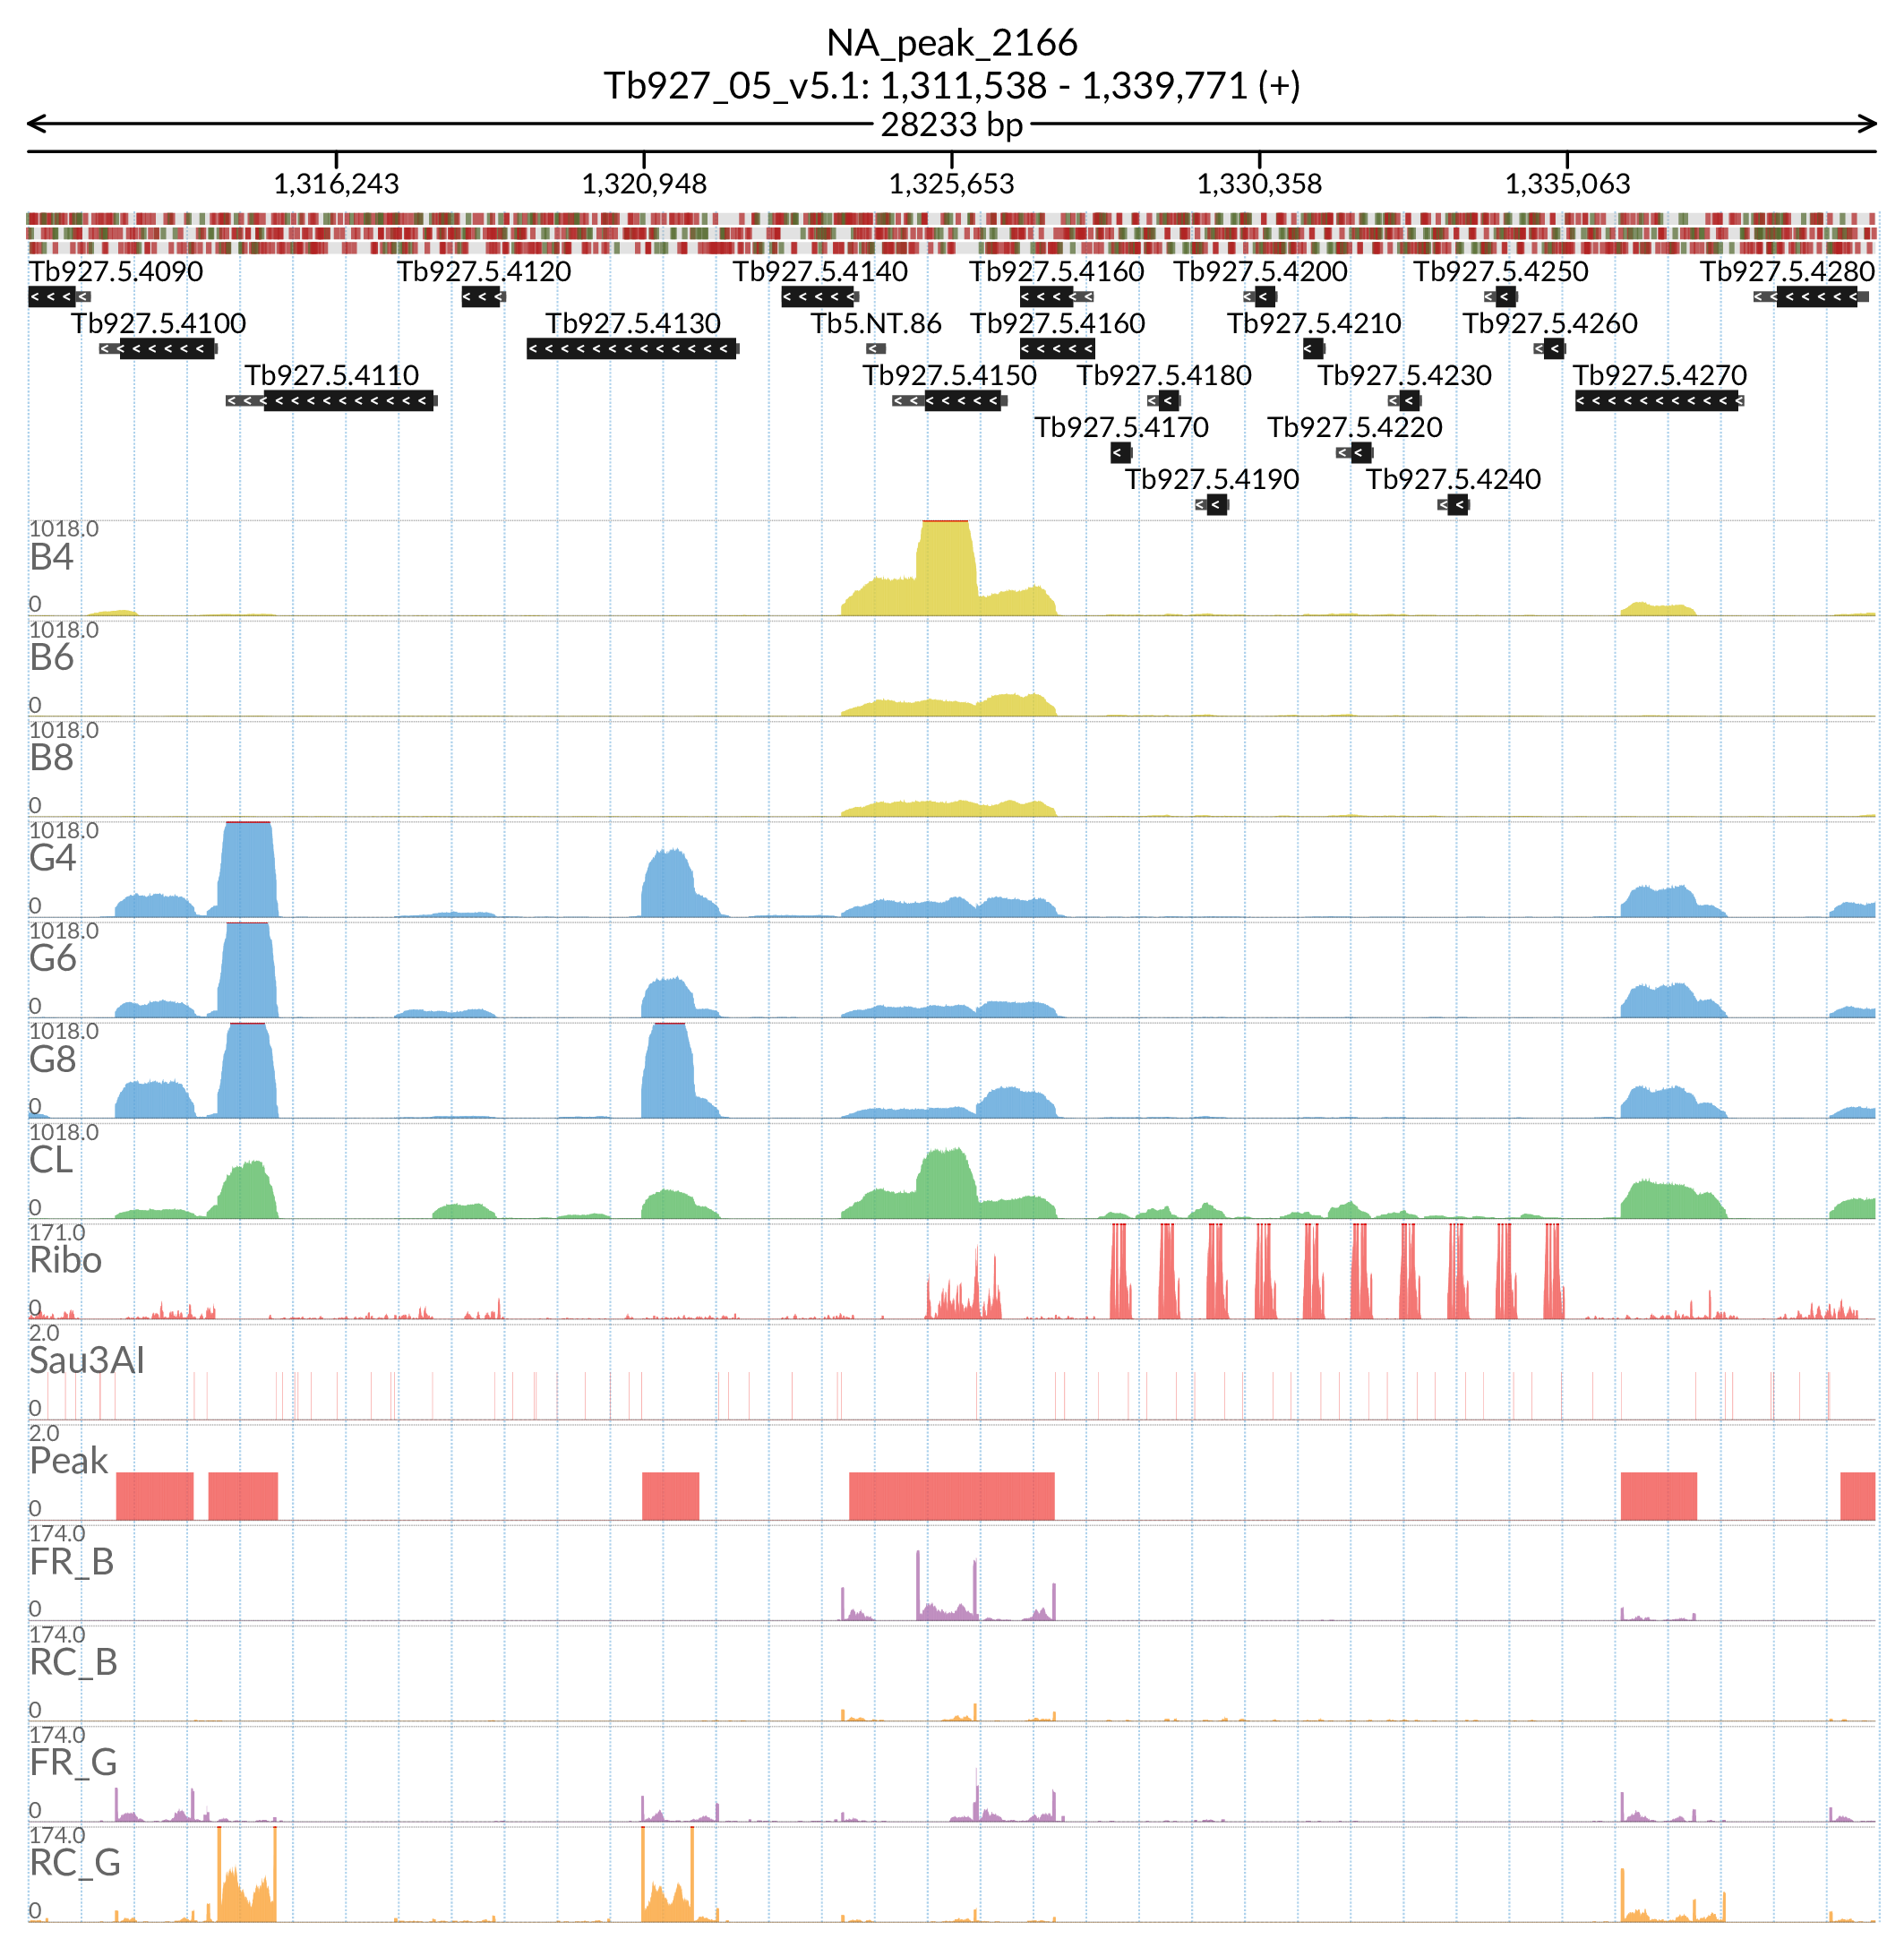 NA_peak_2166
Tb927_05_v5.1: 1,311,538 - 1,339,771 (+)
28233 bp
1,316,243 1,320,948 1,325,653 1,330,358 1,335,063
Tb927.5.4090 Tb927.5.4120 Tb927.5.4140 Tb927.5.4160 Tb927.5.4200 Tb927.5.4250 Tb927.5.4280
Tb927.5.4100 Tb927.5.4130 Tb5.NT.86 Tb927.5.4160 Tb927.5.4210 Tb927.5.4260
Tb927.5.4110 Tb927.5.4150 Tb927.5.4180 Tb927.5.4230 Tb927.5.4270
Tb927.5.4170 Tb927.5.4220
Tb927.5.4190 Tb927.5.4240
1018.0
B4
0
1018.0
B6
0
1018.0
B8
0
1018.0
G4
0
1018.0
G6
0
1018.0
G8
0
1018.0
CL
0
171.0
Ribo
0
2.0
Sau3AI
0
2.0
Peak
0
174.0
FR_B
0
174.0
RC_B
0
174.0
FR_G
0
174.0
RC_G
0